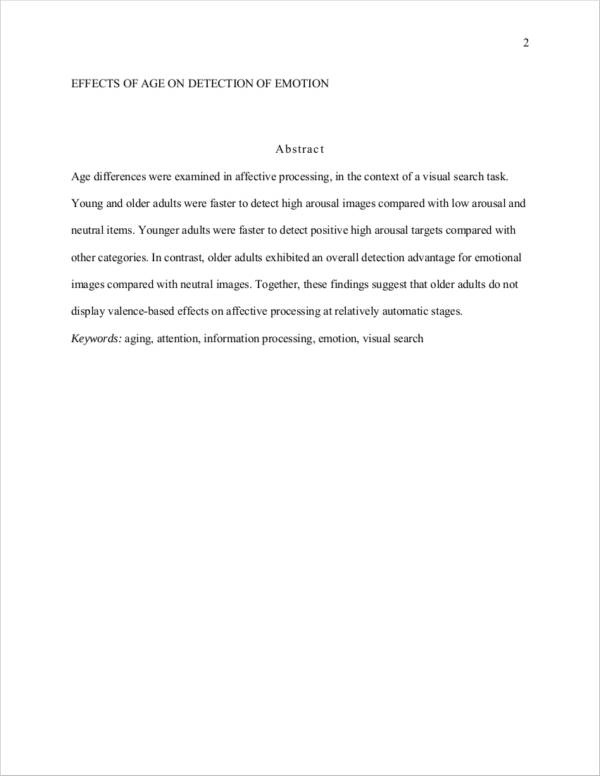 2
EFFECTS OF AGE ON DETECTION OF EMOTION
Abstract
Age differences were examined in affective processing, in the context of a visual search task.
Young and older adults were faster to detect high arousal images compared with low arousal and
neutral items. Younger adults were faster to detect positive high arousal targets compared with
other categories. In contrast, older adults exhibited an overall detection advantage for emotional
images compared with neutral images. Together, these findings suggest that older adults do not
display valence-based effects on affective processing at relatively automatic stages.
Keywords: aging, attention, information processing, emotion, visual search